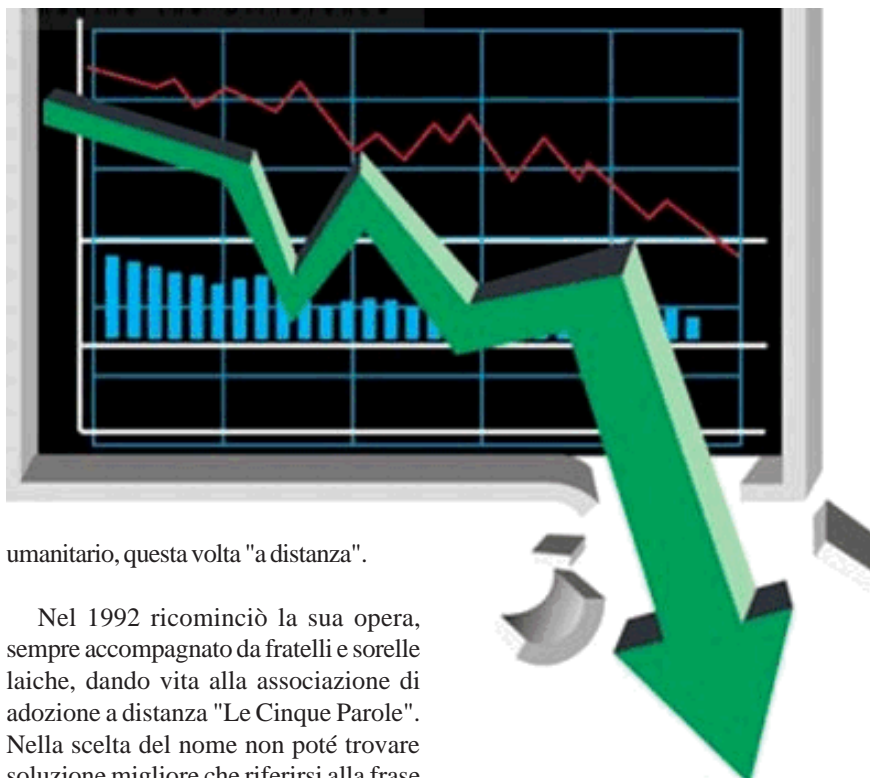 umanitario, questa volta "a distanza".
Nel 1992 ricominciò la sua opera,
sempre accompagnato da fratelli e sorelle
laiche, dando vita alla associazione di
adozione a distanza "Le Cinque Parole".
Nella scelta del nome non poté trovare
soluzione migliore che riferirsi alla frase